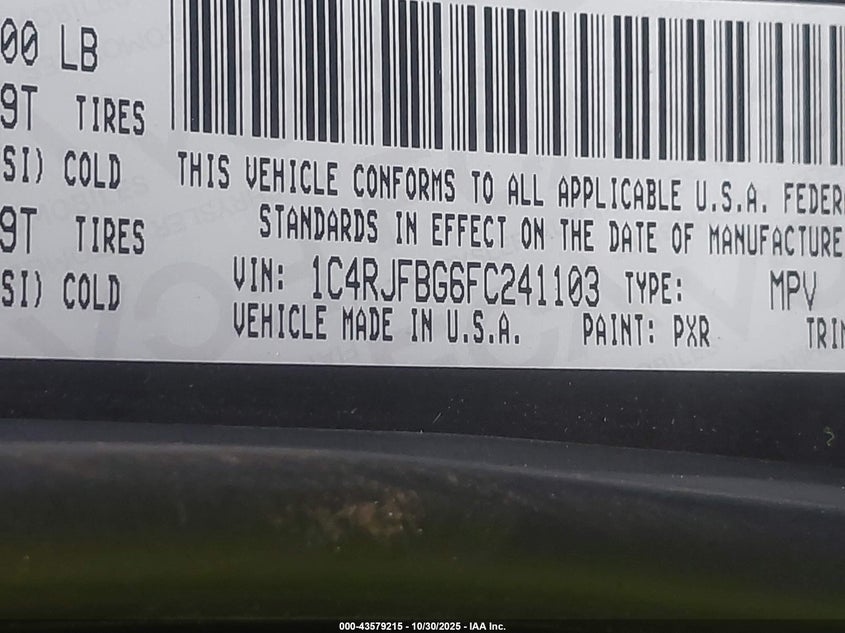 00 LB
9T TIRES
SI) COLD
9T TIRES
SI) COLD
THIS VEHICLE CONFORMS TO ALL APPLICABLE U.S.A. FEDER
STANDARDS IN EFFECT ON THE DATE OF MANUFACTURE
VIN: 1C4RJFBG6FC241103 TYPE: MPV
VEHICLE MADE IN U.S.A. PAINT: PXR TRIM
000-43579215 - 10/30/2025 - IAA Inc.